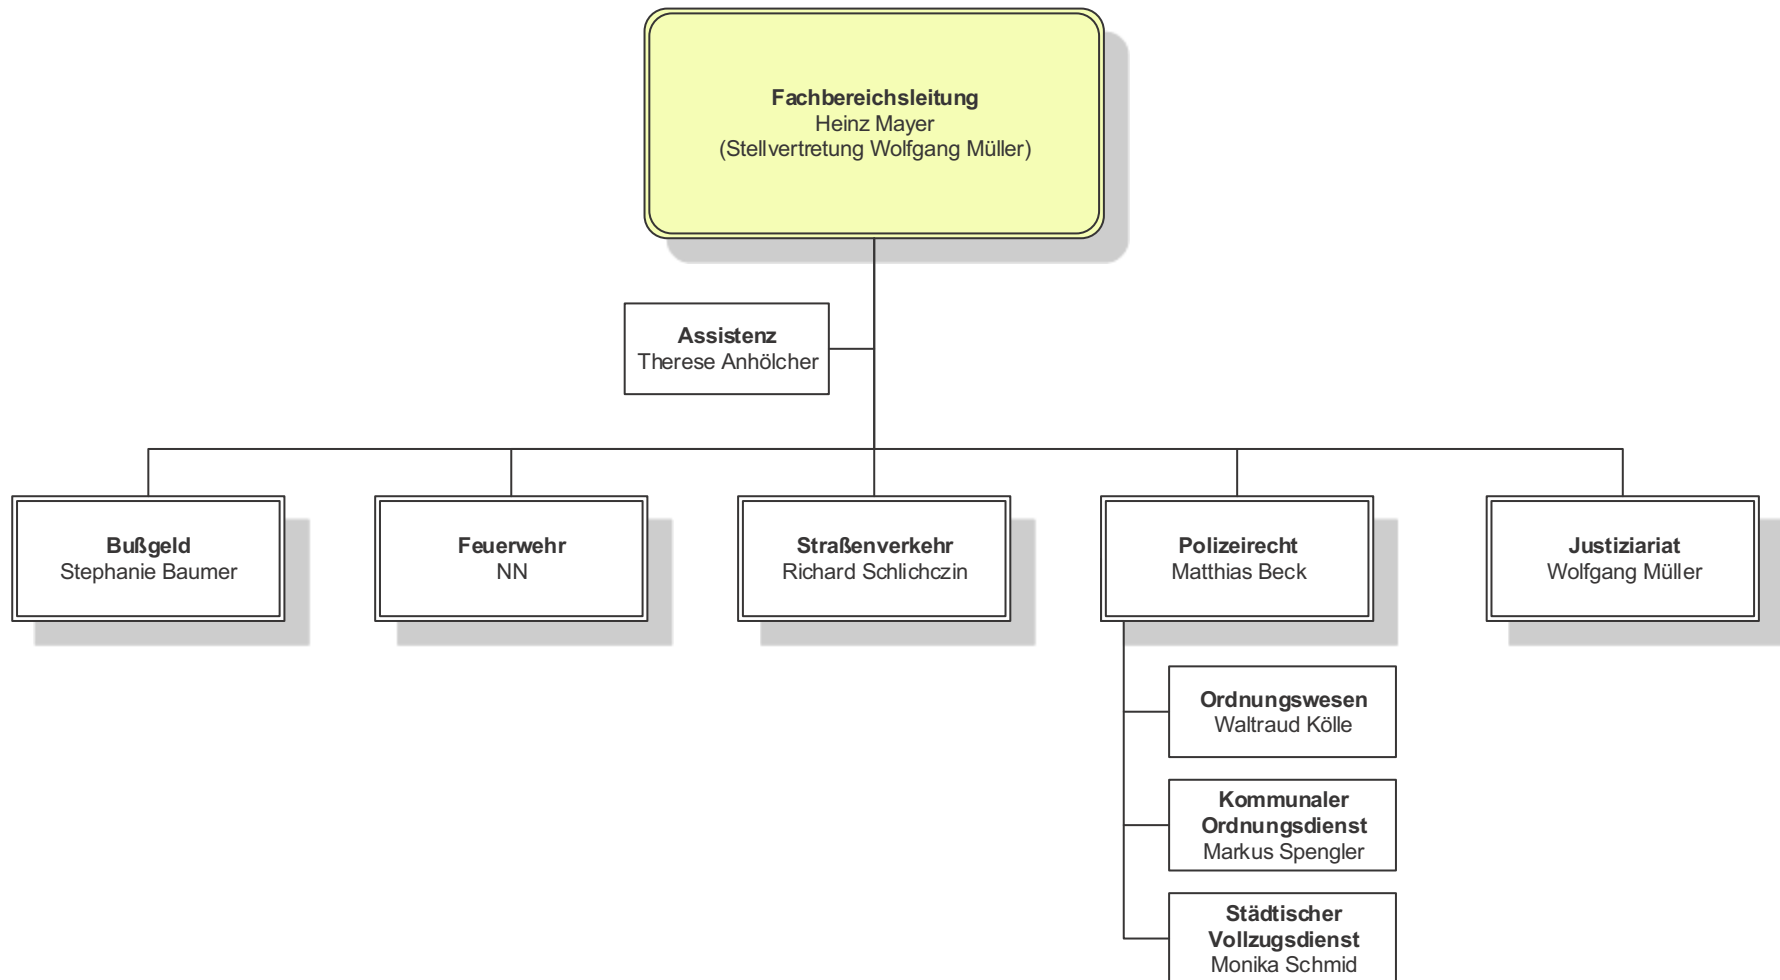 Fachbereichsleitung
Heinz Mayer
(Stellvertretung Wolfgang Müller)
Assistenz
Therese Anhölcher
Bußgeld
Stephanie Baumer
Feuerwehr
NN
Straßenverkehr
Richard Schlichczin
Polizeirecht
Matthias Beck
Justiziariat
Wolfgang Müller
Ordnungswesen
Waltraud Kölle
Kommunaler
Ordnungsdienst
Markus Spengler
Städtischer
Vollzugsdienst
Monika Schmid